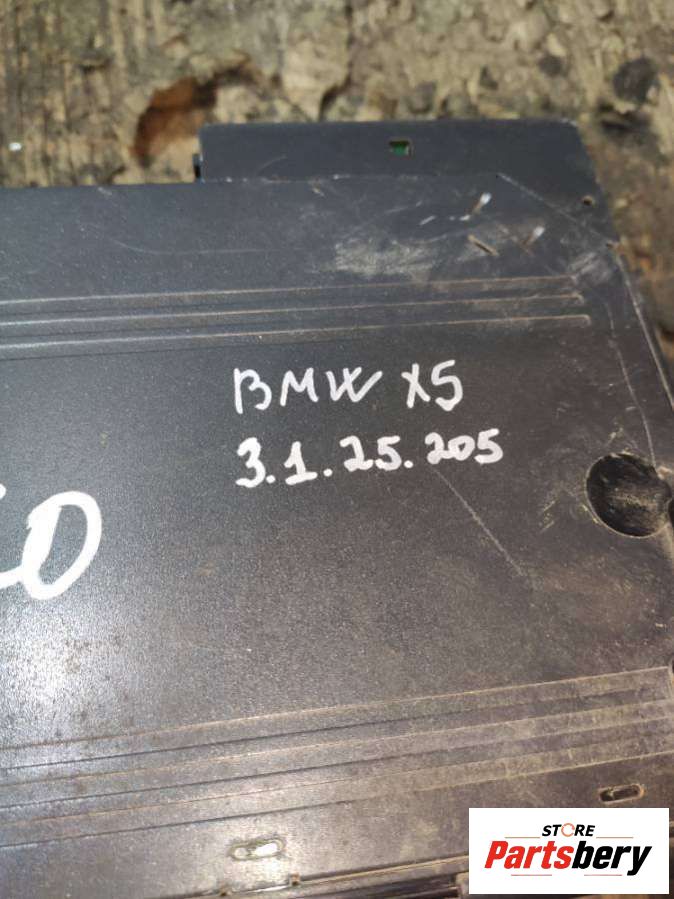 BMW X5
3.1.25.205
STORE
Partsbery